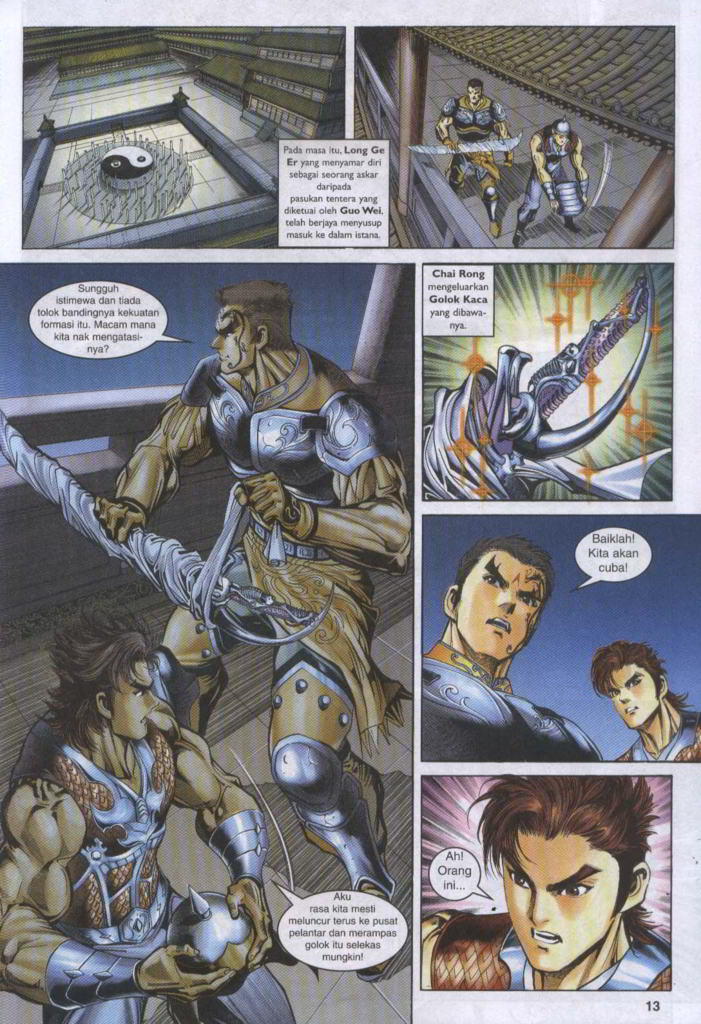 Pada masa itu, Long Ge
Er yang menyamar diri
sebagai seorang askar
daripada
pasukan tentera yang
diketuai oleh Guo Wei,
telah berjaya menyusup
masuk ke dalam istana.
Sungguh
istimewa dan tiada
tolok bandingnya kekuatan
formasi itu. Macam mana
kita nak mengatasi-
nya?
Chai Rong
mengeluarkan
Golok Kaca
yang dibawa-
nya.
Baiklah!
Kita akan
cuba!
Aku
rasa kita mesti
meluncur terus ke pusat
pelantar dan merampas
golok itu selekas
mungkin!
Ah!
Orang
ini...
13